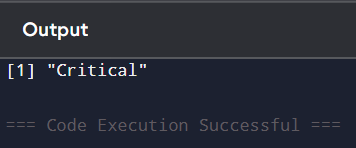 Output
[1] "Critical"
=== Code Execution Successful ===